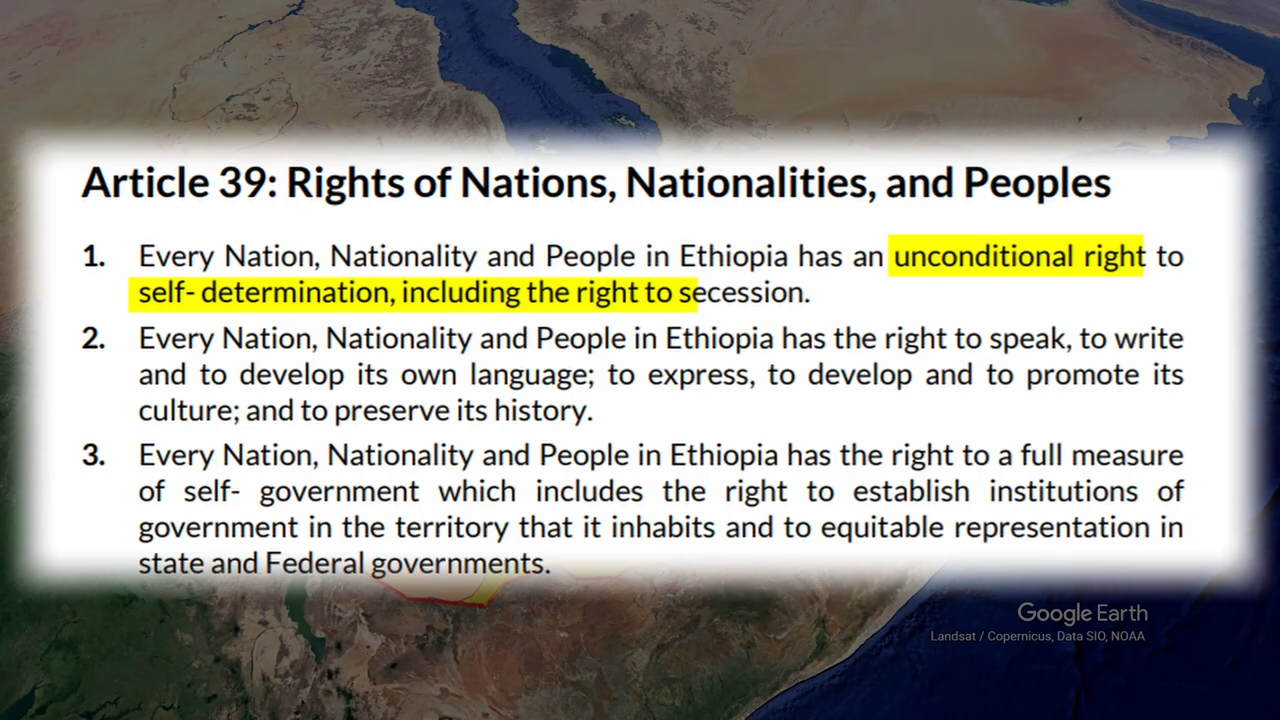 Article 39: Rights of Nations, Nationalities, and Peoples
1. Every Nation, Nationality and People in Ethiopia has an unconditional right to
self- determination, including the right to secession.
2. Every Nation, Nationality and People in Ethiopia has the right to speak, to write
and to develop its own language; to express, to develop and to promote its
culture; and to preserve its history.
3. Every Nation, Nationality and People in Ethiopia has the right to a full measure
of self- government which includes the right to establish institutions of
government in the territory that it inhabits and to equitable representation in
state and Federal governments.
Google Earth
Landsat / Copernicus, Data SIO, NOAA